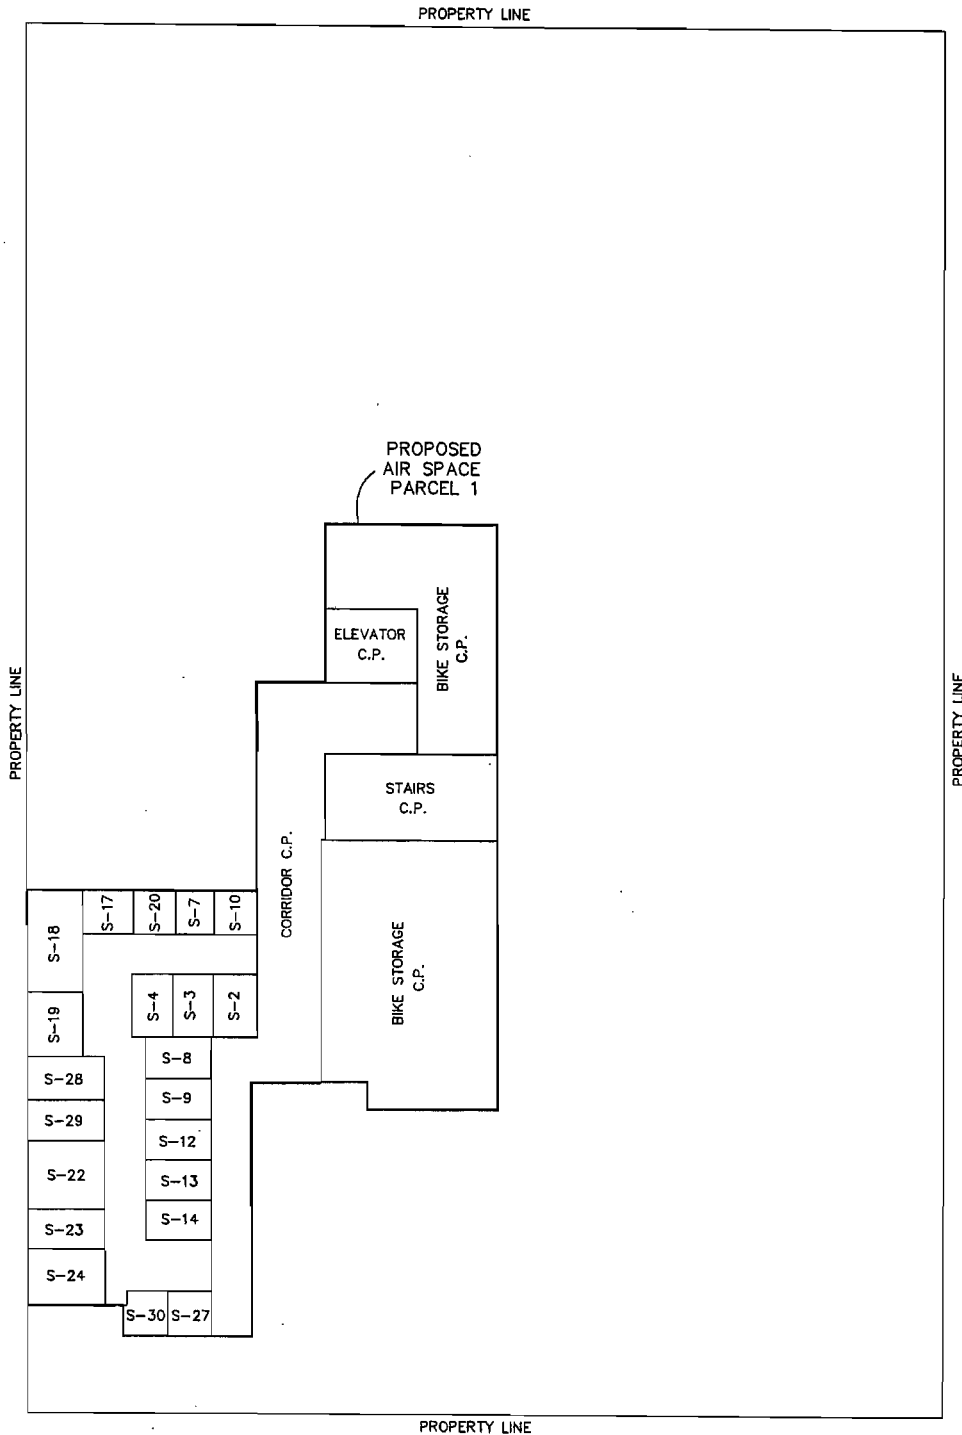 PROPERTY LINE
PROPOSED
AIR SPACE
PARCEL 1
ELEVATOR
C.P.
BIKE STORAGE
C.P.
PROPERTY LINE
PROPERTY LINE
STAIRS
C.P.
CORRIDOR C.P.
BIKE STORAGE
C.P.
S-18
S-17
S-20
S-7
S-10
S-19
S-4
S-3
S-2
S-28
S-8
S-29
S-9
S-12
S-22
S-13
S-23
S-14
S-24
S-30
S-27
PROPERTY LINE